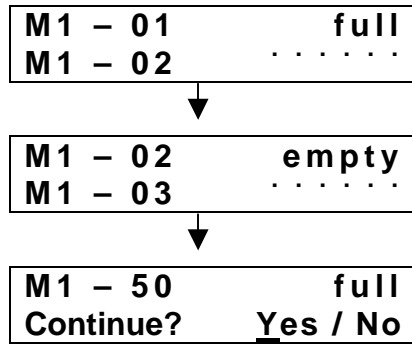 M1 – 01 full
M1 – 02 . . . . . .
M1 – 02 empty
M1 – 03 . . . . . .
M1 – 50 full
Continue? Yes / No